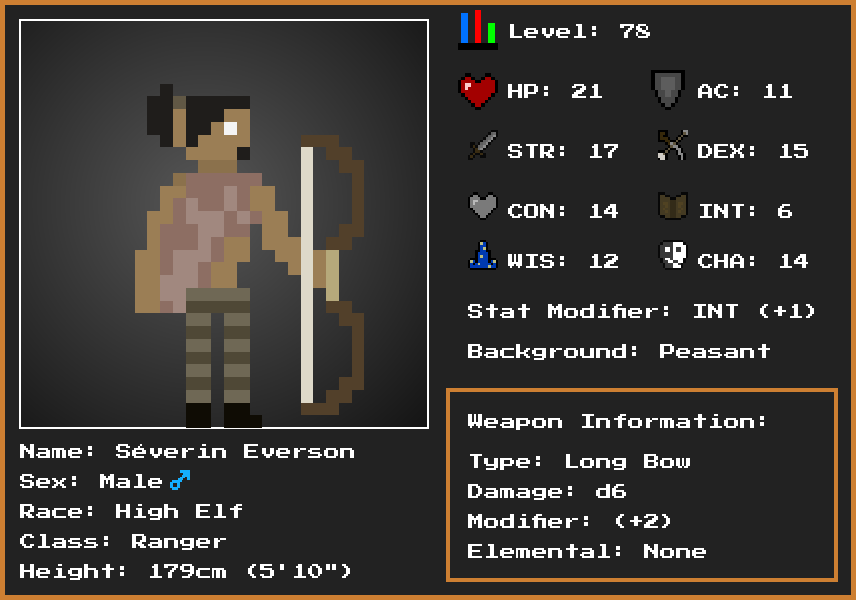 Level: 78
HP: 21
AC: 11
STR: 17
DEX: 15
CON: 14
INT: 6
WIS: 12
CHA: 14
Stat Modifier: INT (+1)
Background: Peasant
Weapon Information:
Type: Long Bow
Damage: d6
Modifier: (+2)
Elemental: None
Name: Séverin Everson
Sex: Male♂
Race: High Elf
Class: Ranger
Height: 179cm (5'10")